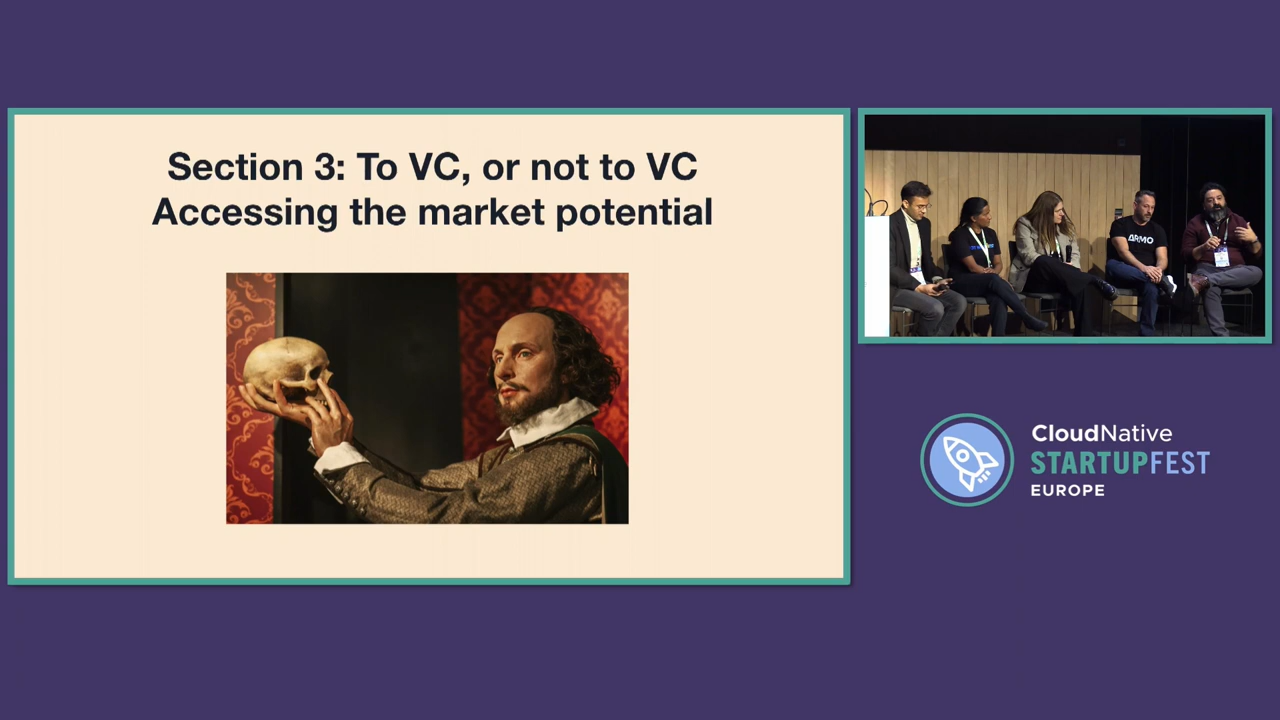 Section 3: To VC, or not to VC
Accessing the market potential
ARMO
CloudNative
STARTUPFEST
EUROPE